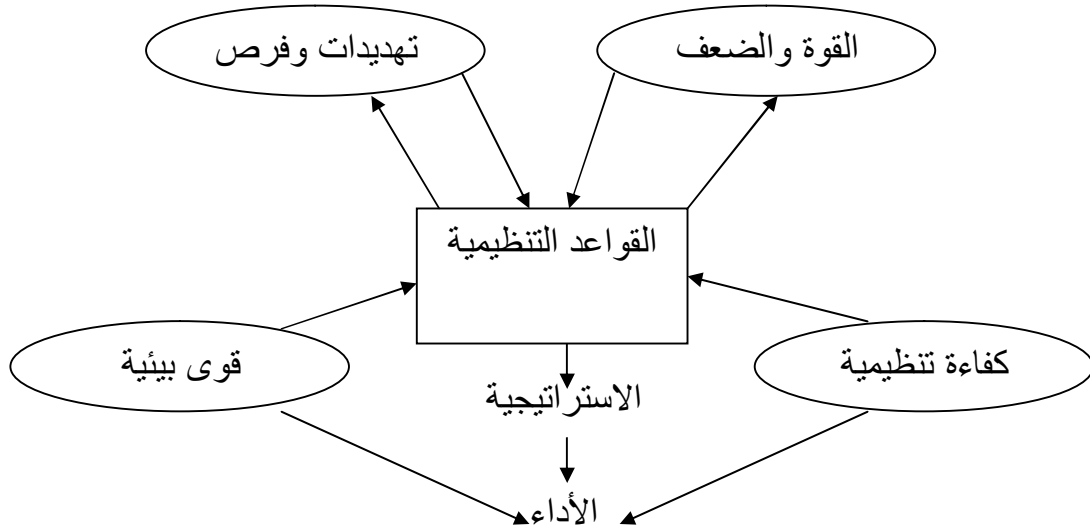 القوة والضعف
تهديدات وفرص
القواعد التنظيمية
كفاءة تنظيمية
قوى بيئية
الاستراتيجية
الأداء